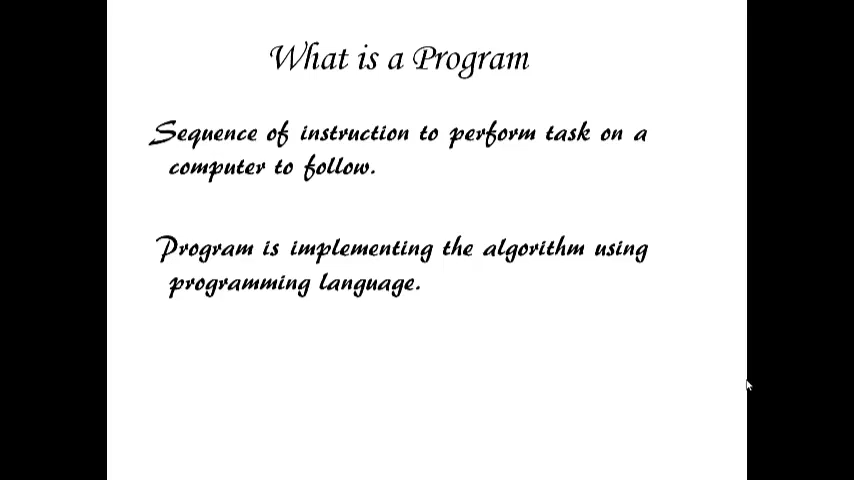 What is a Program
Sequence of instruction to perform task on a
computer to follow.
Program is implementing the algorithm using
programming language.